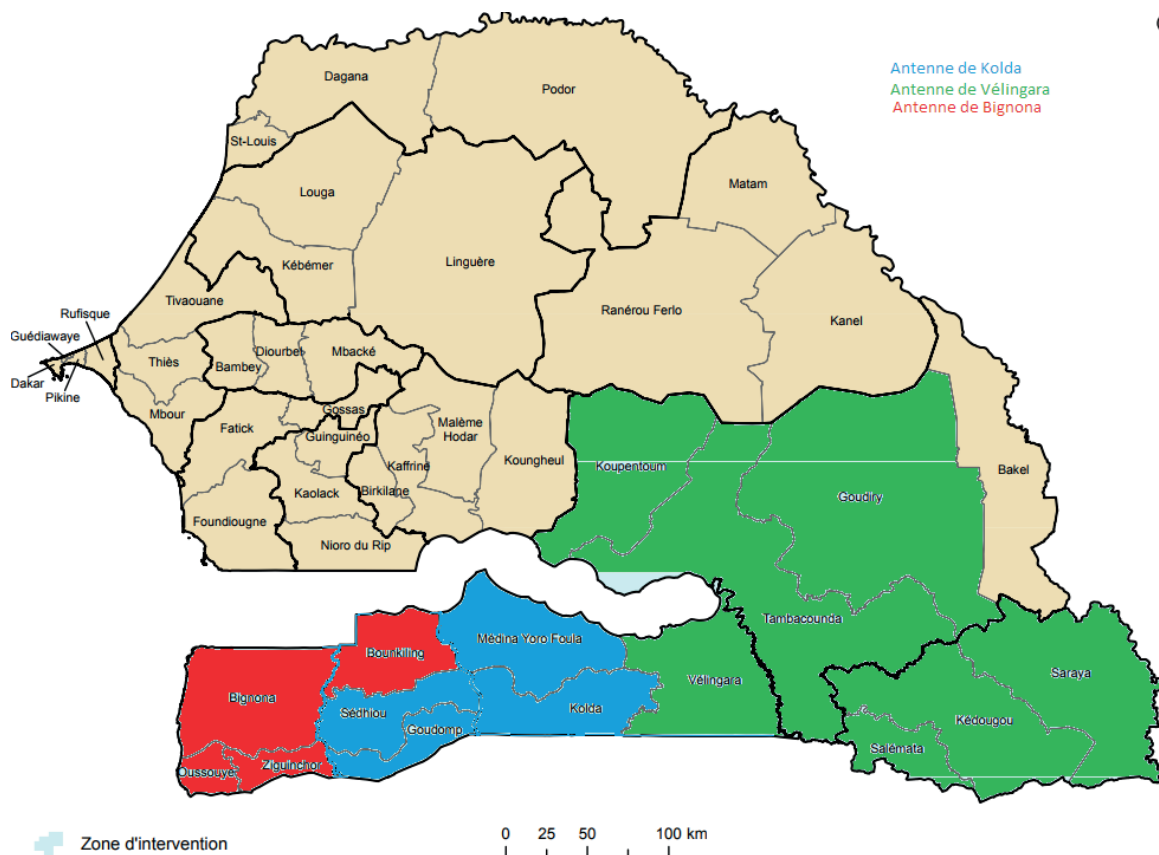 Antenne de Kolda
Antenne de Vélingara
Antenne de Bignona
Dagana
Podor
St-Louis
Louga
Matam
Linguère
Kébémer
Tivaouane
Ranérou Ferlo
Kanel
Rufisque
Guédiawaye
Dakar
Pikine
Thiès
Bambey
Diourbel
Mbacké
Mbour
Fatick
Gossas
Guinguinéo
Malème
Hodar
Koungheul
Kaffrine
Birkilane
Kaolack
Foundiougne
Nioro du Rip
Koupentoum
Goudiry
Bakel
Tambacounda
Médina Yoro Foula
Bounkiling
Vélingara
Saraya
Bignona
Sédhiou
Kolda
Goudomp
Kédougou
Salémata
Oussouye
Ziguinchor
Zone d'intervention
0 25 50 100 km